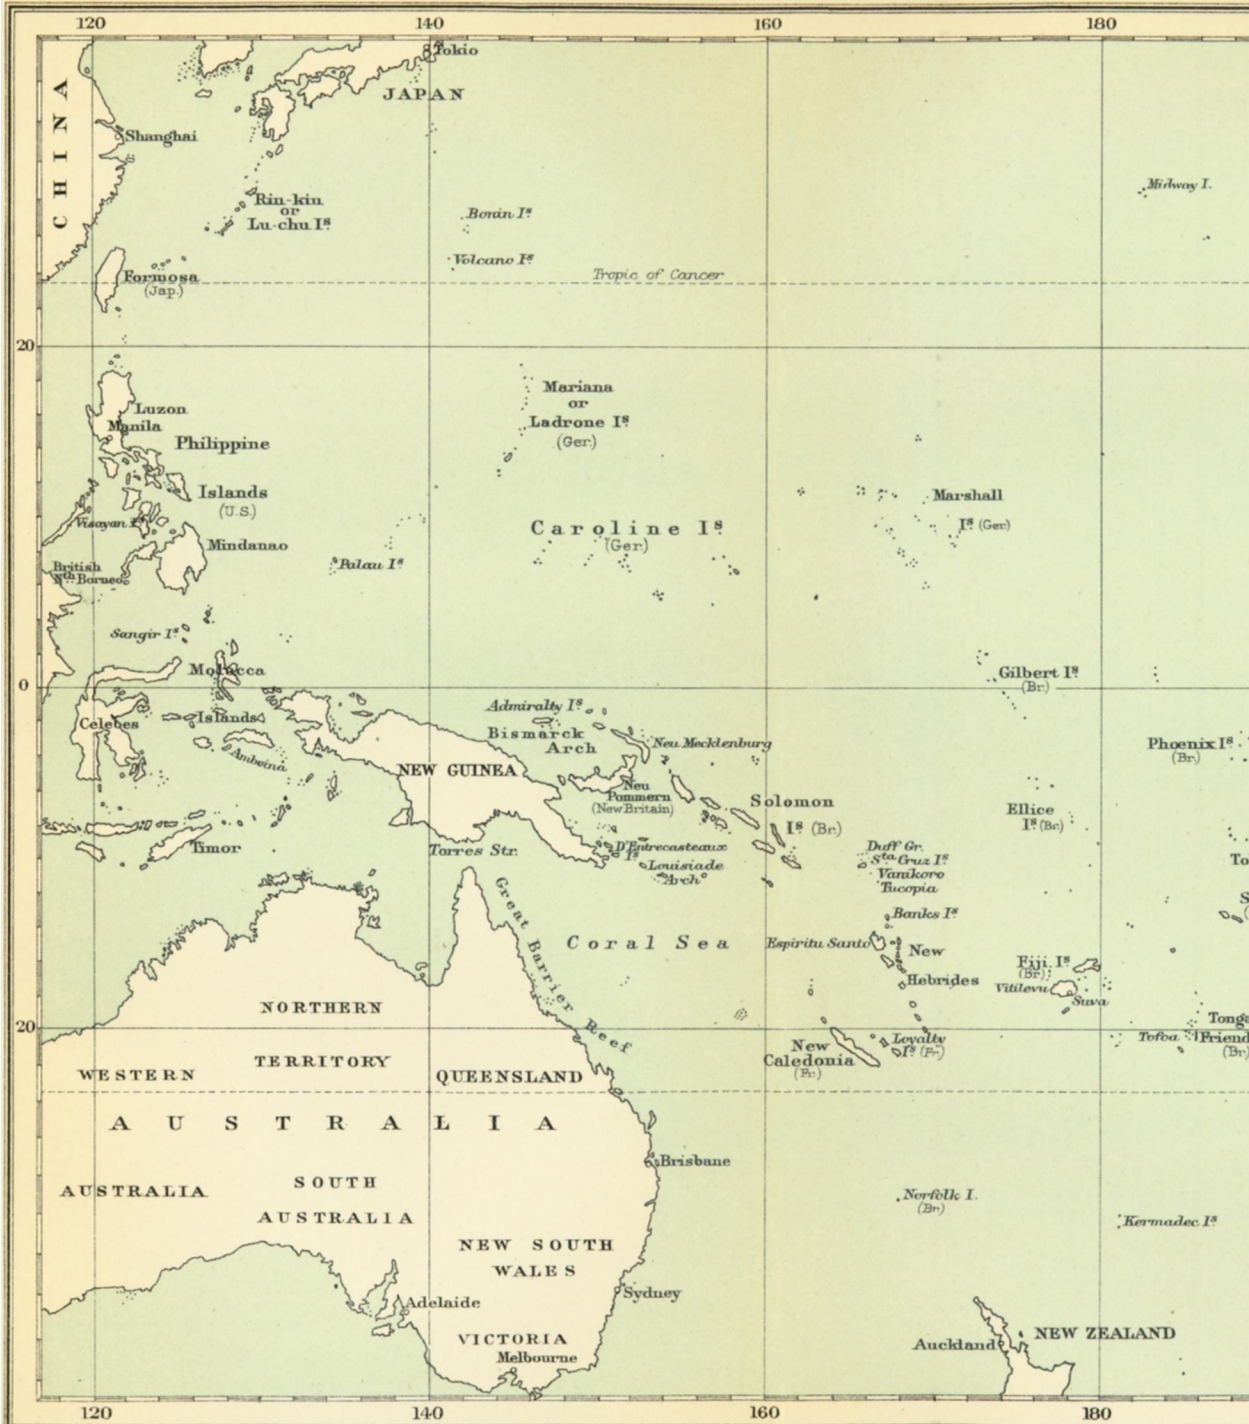 120
140
160
180
Tokio
JAPAN
CHINA
Shanghai
Midway I.
Rin-kiu
or
Lu-chu Is.
Bonin Is.
Volcano Is.
Tropic of Cancer
Formosa
(Jap.)
20
Mariana
or
Ladrone Is.
(Ger.)
Luzon
Manila
Philippine
Islands
(U.S.)
Visayan Is.
Marshall
Is. (Ger)
Caroline Is.
(Ger.)
Mindanao
British
Nth. Borneo
Palau Is.
Sangir Is.
Molucca
Islands
Gilbert Is.
(Br.)
0
Celebes
Amboina
Admiralty Is.
Bismarck
Arch
Neu Mecklenburg
Phoenix Is.
(Br.)
NEW GUINEA
Neu
Pommern
(New Britain)
Solomon
Is. (Br.)
Ellice
Is. (Br.)
Timor
Torres Str.
D'Entrecasteaux
Is.
Louisiade
Arch°
Duff Gr.
Sta. Cruz Is.
Vanikoro
Tucopia
To
S
Banks Is.
Great Barrier Reef
Coral Sea
Espiritu Santo
New
Hebrides
Fiji Is.
(Br.)
Vitilevu
Suva
NORTHERN
TERRITORY
20
New
Caledonia
(Fr.)
Loyalty
Is. (Fr.)
Tofoa
Tonga
Friend
(Br.)
WESTERN
AUSTRALIA
QUEENSLAND
AUSTRALIA
Brisbane
SOUTH
AUSTRALIA
Norfolk I.
(Br.)
Kermadec Is.
NEW SOUTH
WALES
Sydney
Adelaide
VICTORIA
Melbourne
Auckland
NEW ZEALAND
120
140
160
180